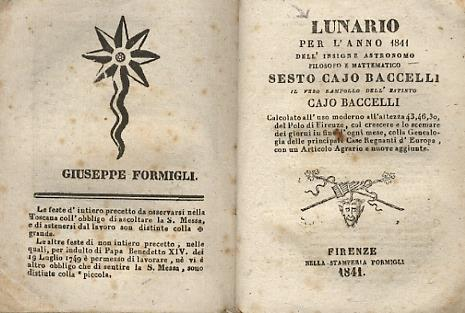 GIUSEPPE FORMIGLI.
Le feste d' intiero precetto da osservarsi nella
Toscana coll' obbligo di ascoltare la S. Messa,
e di astenersi dal lavoro son distinte colla ✠
grande.
Le altre feste di non intiero precetto, nelle
quali, per indulto di Papa Benedetto XIV. del
19 Luglio 1749 è permesso di lavorare, nè vi è
altro obbligo che di sentire la S. Messa, sono
distinte colla * piccola.
LUNARIO
PER L'ANNO 1841
DELL' INSIGNE ASTRONOMO
FILOSOFO E MATTEMATICO
SESTO CAJO BACCELLI
IL VERO RAMPOLLO DELL' ESTINTO
CAJO BACCELLI
Calcolato all' uso moderno all'altezza 43,46,30,
del Polo di Firenze, col crescere e lo scemare
dei giorni in fine d'ogni mese, colla Genealo-
gia delle principali Case Regnanti d' Europa,
con un Articolo Agrario e nuove aggiunte.
FIRENZE
NELLA STAMPERIA FORMIGLI
1841.